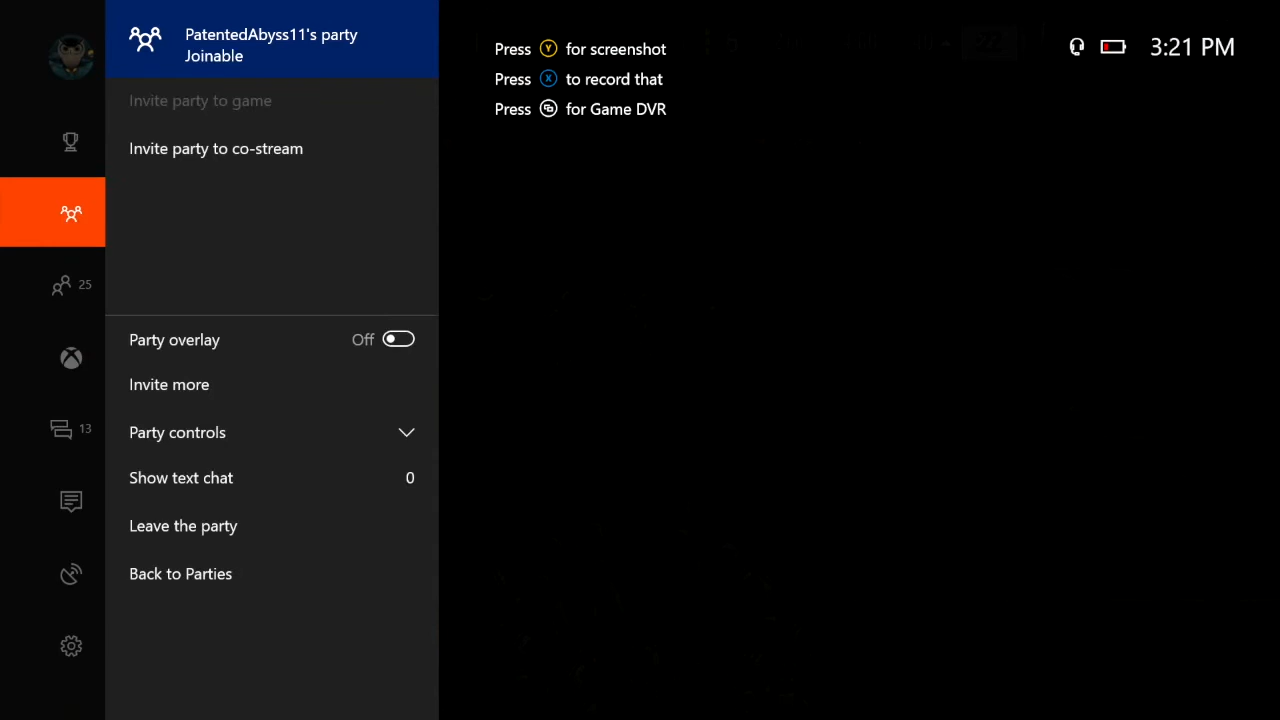 PatentedAbyss11's party
Joinable
Invite party to game
Invite party to co-stream
25
13
Party overlay Off
Invite more
Party controls
Show text chat 0
Leave the party
Back to Parties
Press Y for screenshot
Press X to record that
Press for Game DVR
3:21 PM